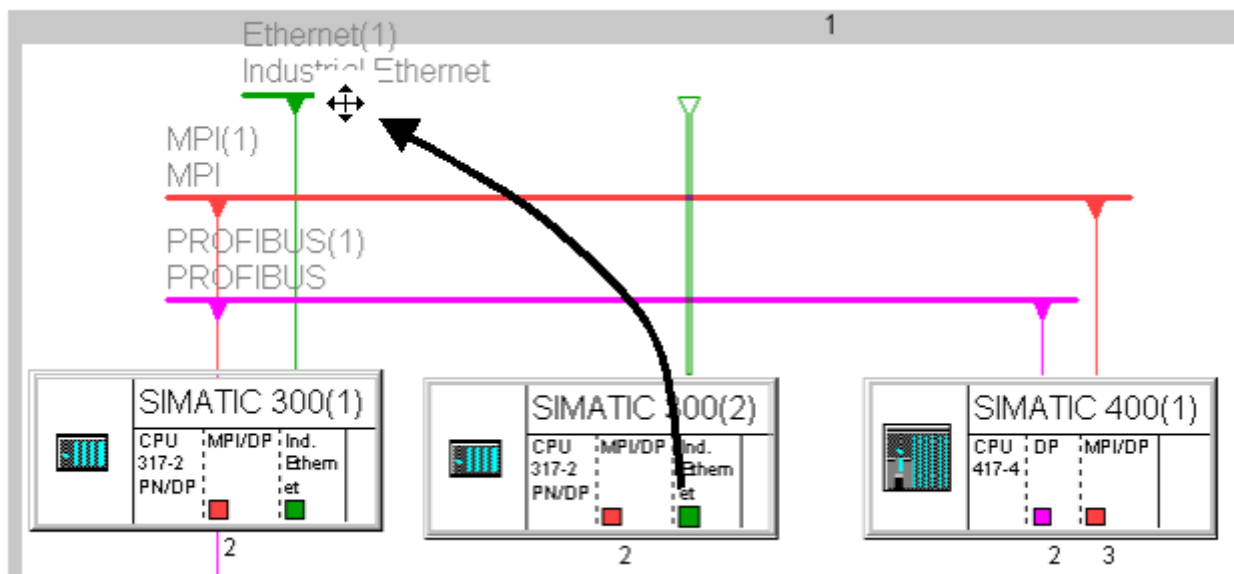 1
Ethernet(1)
Industrial Ethernet
MPI(1)
MPI
PROFIBUS(1)
PROFIBUS
SIMATIC 300(1)
CPU
317-2
PN/DP
MPI/DP
Ind.
Ethern
et
2
SIMATIC 300(2)
CPU
317-2
PN/DP
MPI/DP
Ind.
Ethern
et
2
SIMATIC 400(1)
CPU
417-4
DP
MPI/DP
2
3